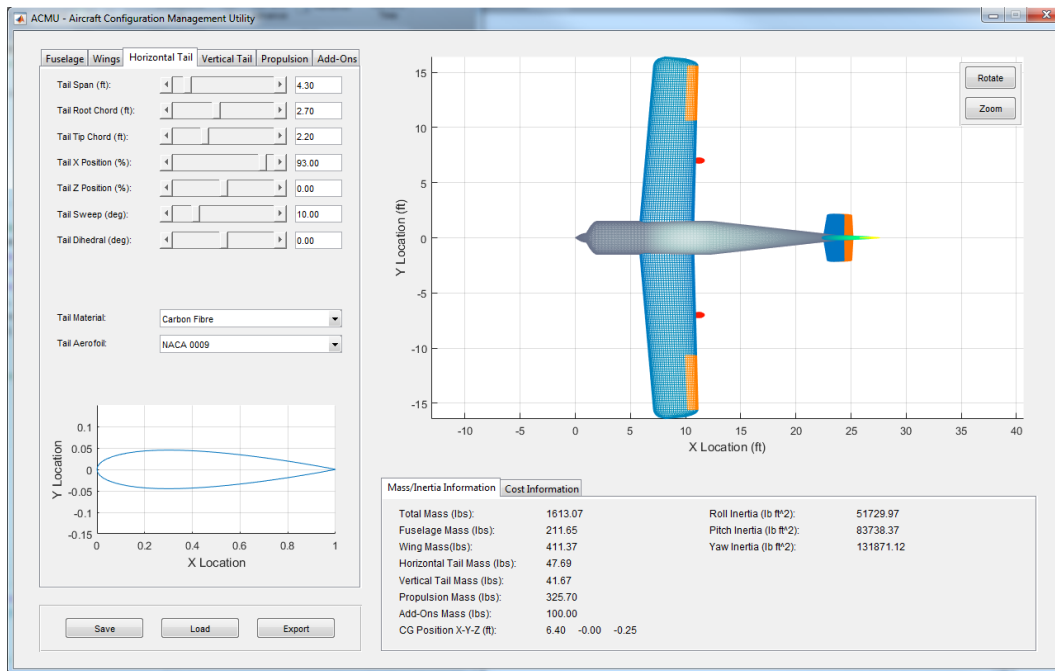 ACMU - Aircraft Configuration Management Utility
Fuselage Wings Horizontal Tail Vertical Tail Propulsion Add-Ons
Tail Span (ft): 4.30
Tail Root Chord (ft): 2.70
Tail Tip Chord (ft): 2.20
Tail X Position (%): 93.00
Tail Z Position (%): 0.00
Tail Sweep (deg): 10.00
Tail Dihedral (deg): 0.00
Tail Material: Carbon Fibre
Tail Aerofoil: NACA 0009
0.1
0.05
0
-0.05
-0.1
-0.15
Y Location
0 0.2 0.4 0.6 0.8 1
X Location
Save Load Export
15
10
5
0
-5
-10
-15
Y Location (ft)
-10 -5 0 5 10 15 20 25 30 35 40
X Location (ft)
Rotate
Zoom
Mass/Inertia Information Cost Information
Total Mass (lbs): 1613.07 Roll Inertia (lb ft^2): 51729.97
Fuselage Mass (lbs): 211.65 Pitch Inertia (lb ft^2): 83738.37
Wing Mass(lbs): 411.37 Yaw Inertia (lb ft^2): 131871.12
Horizontal Tail Mass (lbs): 47.69
Vertical Tail Mass (lbs): 41.67
Propulsion Mass (lbs): 325.70
Add-Ons Mass (lbs): 100.00
CG Position X-Y-Z (ft): 6.40 -0.00 -0.25